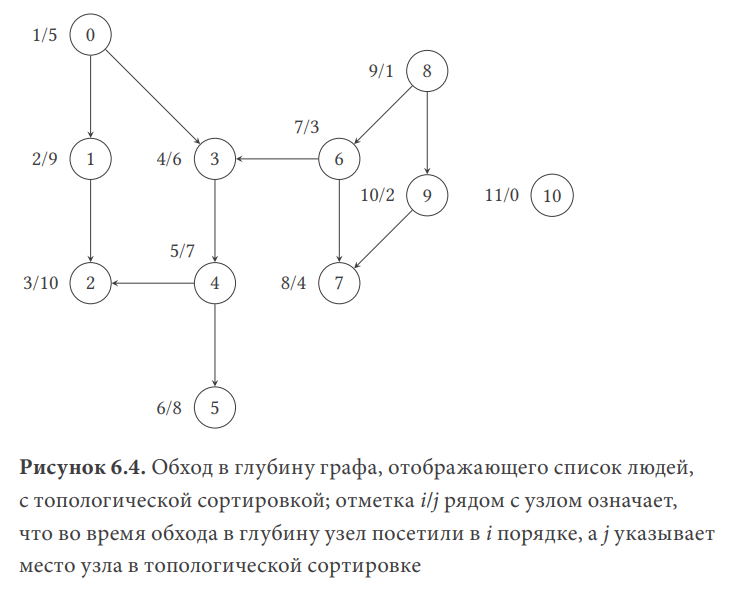 1/5 0
9/1 8
7/3
2/9 1 4/6 3 6
10/2 9 11/0 10
5/7
3/10 2 4 8/4 7
6/8 5
Рисунок 6.4. Обход в глубину графа, отображающего список людей,
с топологической сортировкой; отметка i/j рядом с узлом означает,
что во время обхода в глубину узел посетили в i порядке, а j указывает
место узла в топологической сортировке